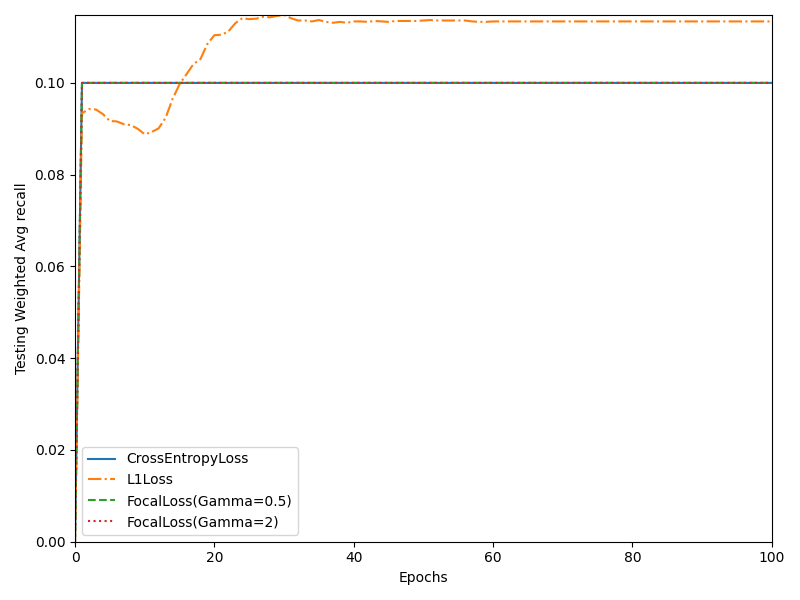 Testing Weighted Avg recall
0.10
0.08
0.06
0.04
0.02
0.00
CrossEntropyLoss
L1Loss
FocalLoss(Gamma=0.5)
FocalLoss(Gamma=2)
0 20 40 60 80 100
Epochs